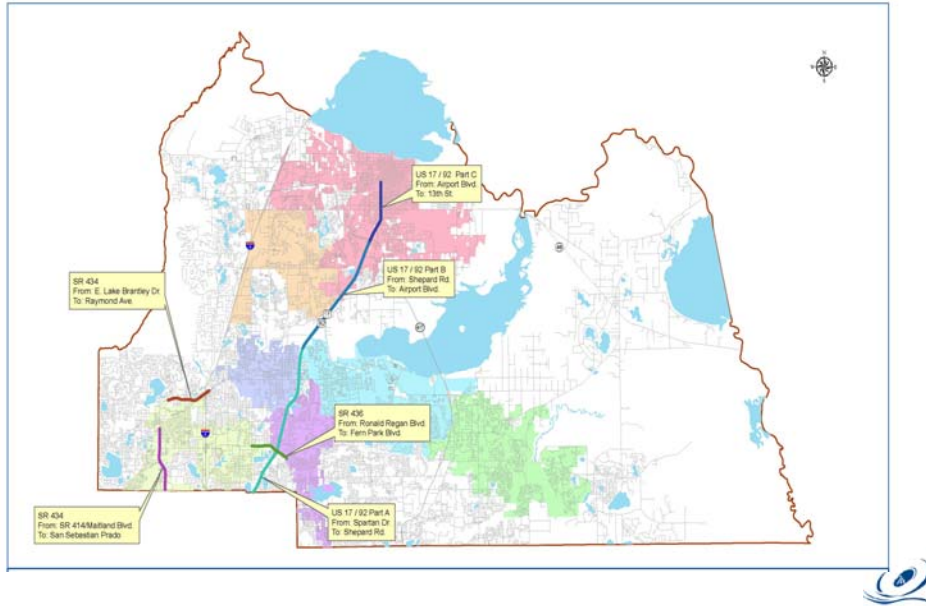 US 17 / 92 Part C
From: Airport Blvd.
To: 13th St.
US 17 / 92 Part B
From: Shepard Rd.
To: Airport Blvd.
SR 434
From: E. Lake Brantley Dr.
To: Raymond Ave.
SR 436
From: Ronald Regan Blvd.
To: Fern Park Blvd.
SR 434
From: SR 414/Maitland Blvd.
To: San Sebastian Prado
US 17 / 92 Part A
From: Spartan Dr.
To: Shepard Rd.